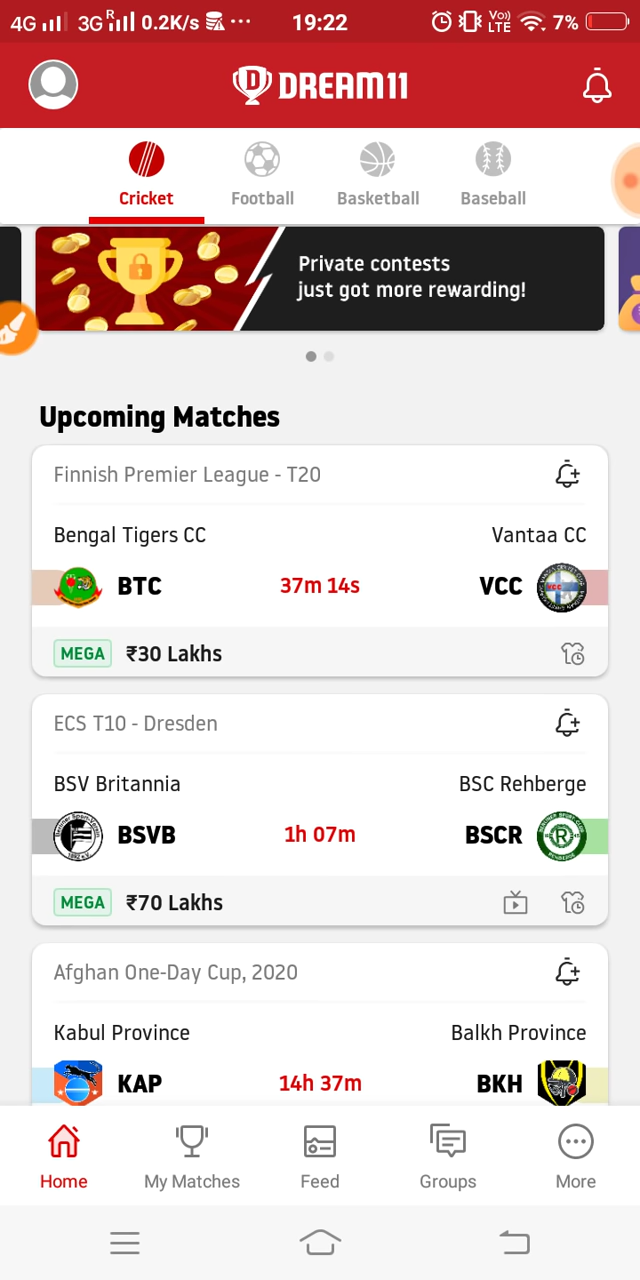 4G 3G R 0.2K/s ... 19:22 Vo) LTE 7%
DREAM11
Cricket Football Basketball Baseball
Private contests
just got more rewarding!
Upcoming Matches
Finnish Premier League - T20
Bengal Tigers CC Vantaa CC
BTC 37m 14s VCC
MEGA ₹30 Lakhs
ECS T10 - Dresden
BSV Britannia BSC Rehberge
BSVB 1h 07m BSCR
MEGA ₹70 Lakhs
Afghan One-Day Cup, 2020
Kabul Province Balkh Province
KAP 14h 37m BKH
Home My Matches Feed Groups More